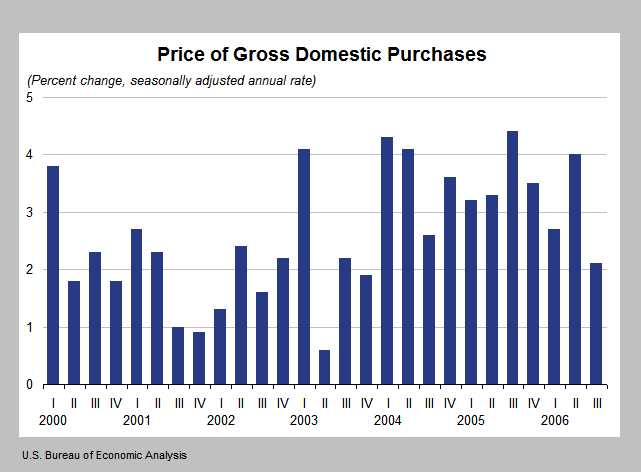 Price of Gross Domestic Purchases
(Percent change, seasonally adjusted annual rate)
5
4
3
2
1
0
I II III IV I II III IV I II III IV I II III IV I II III IV I II III IV I II III
2000 2001 2002 2003 2004 2005 2006
U.S. Bureau of Economic Analysis